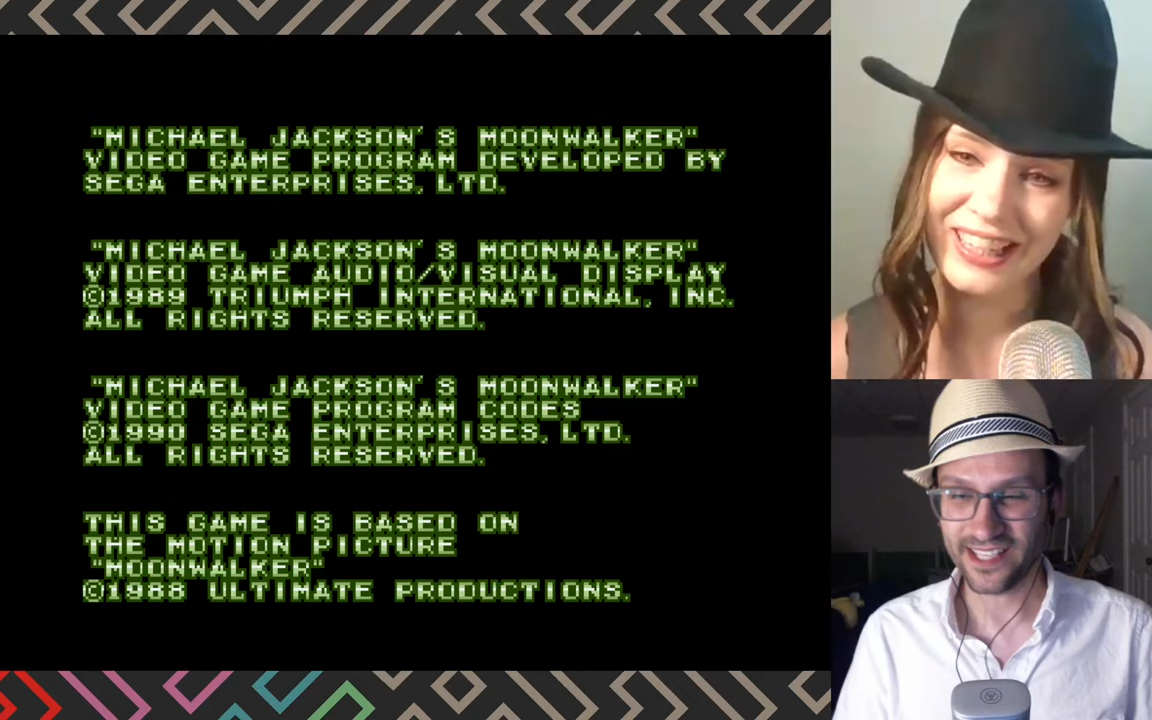 "MICHAEL JACKSON'S MOONWALKER"
VIDEO GAME PROGRAM DEVELOPED BY
SEGA ENTERPRISES, LTD.
"MICHAEL JACKSON'S MOONWALKER"
VIDEO GAME AUDIO/VISUAL DISPLAY
©1989 TRIUMPH INTERNATIONAL, INC.
ALL RIGHTS RESERVED.
"MICHAEL JACKSON'S MOONWALKER"
VIDEO GAME PROGRAM CODES
©1990 SEGA ENTERPRISES, LTD.
ALL RIGHTS RESERVED.
THIS GAME IS BASED ON
THE MOTION PICTURE
"MOONWALKER"
©1988 ULTIMATE PRODUCTIONS.